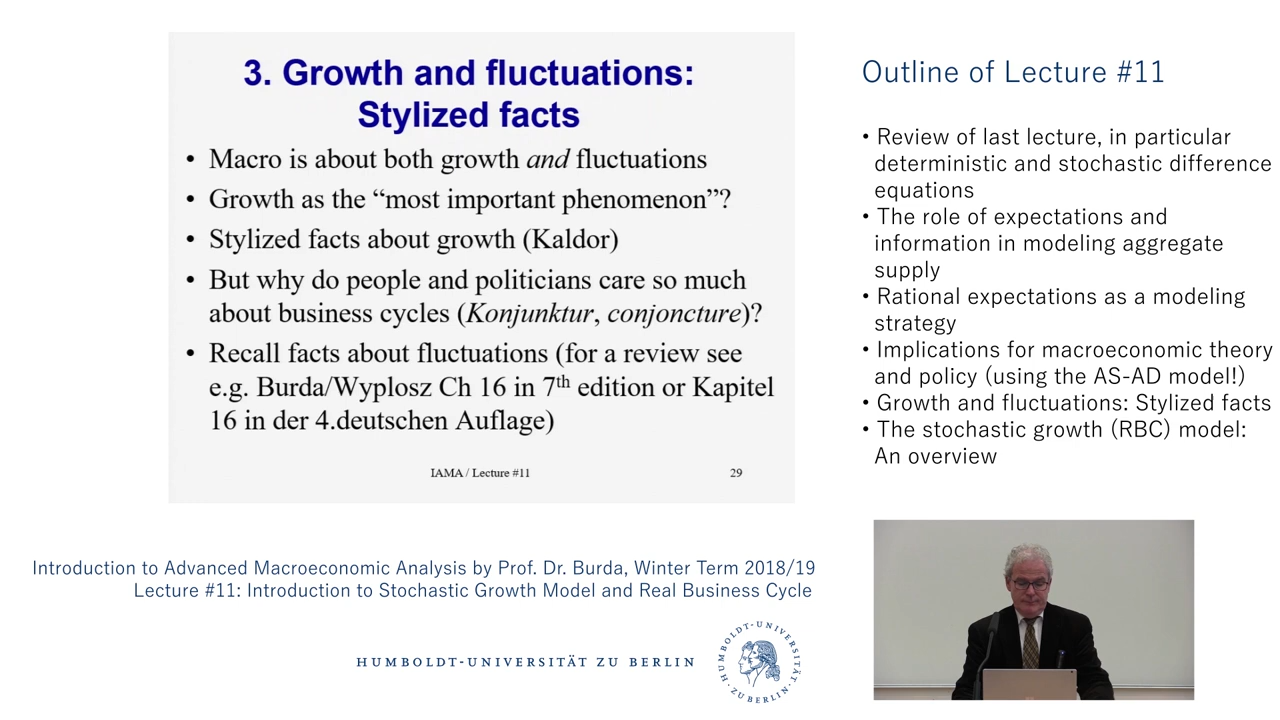 3. Growth and fluctuations:
Stylized facts
• Macro is about both growth and fluctuations
• Growth as the “most important phenomenon”?
• Stylized facts about growth (Kaldor)
• But why do people and politicians care so much
about business cycles (Konjunktur, conjoncture)?
• Recall facts about fluctuations (for a review see
e.g. Burda/Wyplosz Ch 16 in 7th edition or Kapitel
16 in der 4.deutschen Auflage)
IAMA / Lecture #11
29
Outline of Lecture #11
• Review of last lecture, in particular
deterministic and stochastic difference
equations
• The role of expectations and
information in modeling aggregate
supply
• Rational expectations as a modeling
strategy
• Implications for macroeconomic theory
and policy (using the AS-AD model!)
• Growth and fluctuations: Stylized facts
• The stochastic growth (RBC) model:
An overview
Introduction to Advanced Macroeconomic Analysis by Prof. Dr. Burda, Winter Term 2018/19
Lecture #11: Introduction to Stochastic Growth Model and Real Business Cycle
HUMBOLDT-UNIVERSITÄT ZU BERLIN
HUMBOLDT-UNIVERSITÄT · ZU BERLIN ·